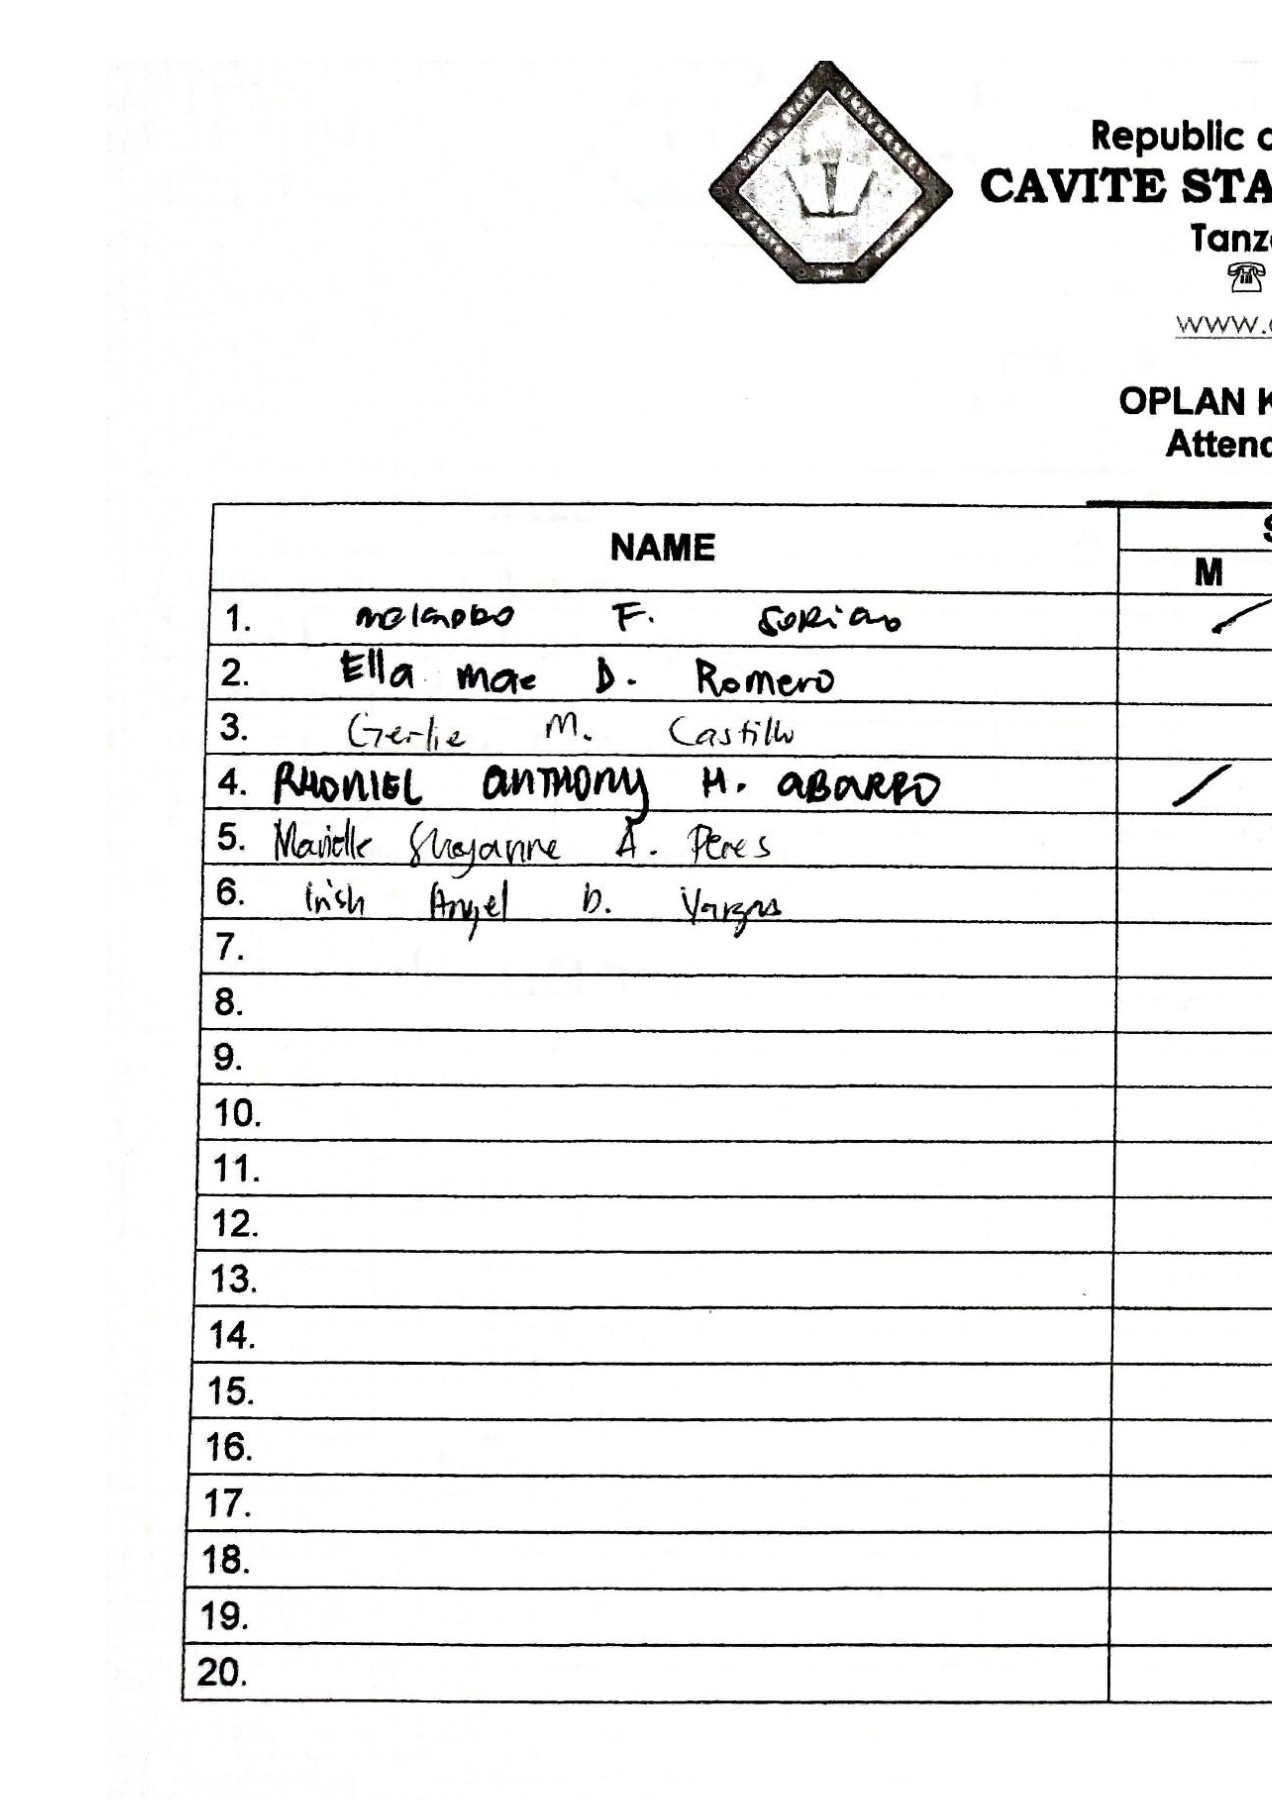 CAVITE STATE UNIVERSITY
CAVITE
Republic o
CAVITE STA
Tanz
www.
OPLAN K
Attend
NAME
M
1. F. SORIANO
2. Ella mae D. Romero
3. Gerlie M. Castillo
4. RHONIEL ANTHONY H. ABARRO
5. Marielle Shayanne A. Peres
6. Irish Angel D. Vargas
7.
8.
9.
10.
11.
12.
13.
14.
15.
16.
17.
18.
19.
20.